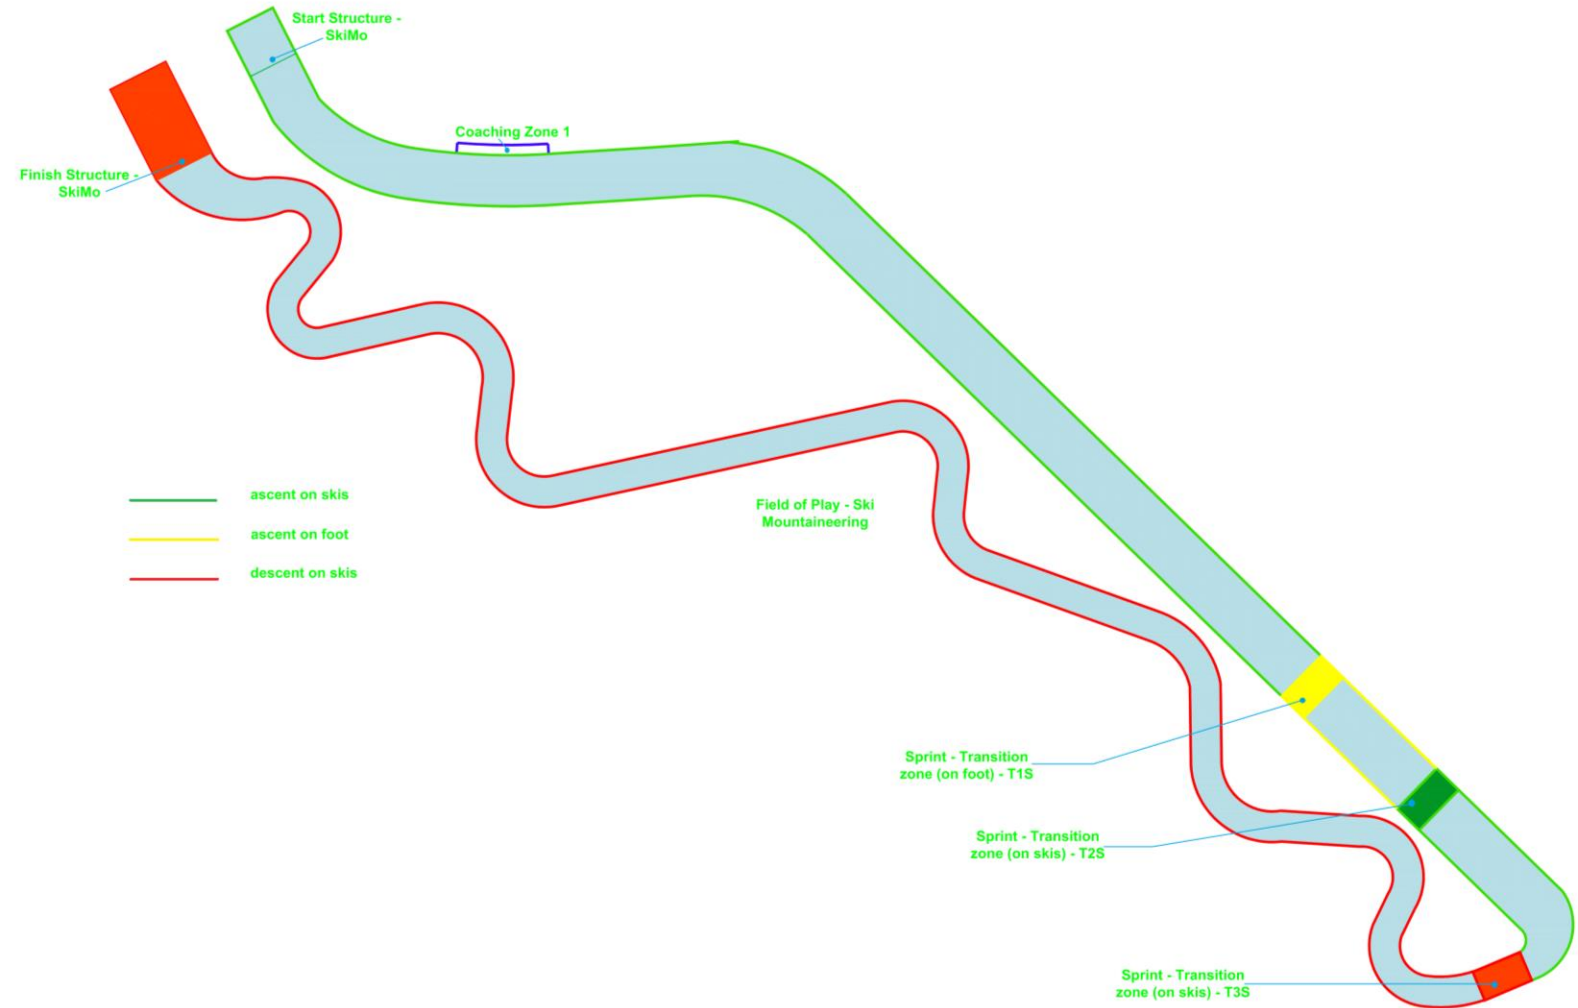 Start Structure -
SkiMo
Coaching Zone 1
Finish Structure -
SkiMo
ascent on skis
ascent on foot
descent on skis
Field of Play - Ski
Mountaineering
Sprint - Transition
zone (on foot) - T1S
Sprint - Transition
zone (on skis) - T2S
Sprint - Transition
zone (on skis) - T3S